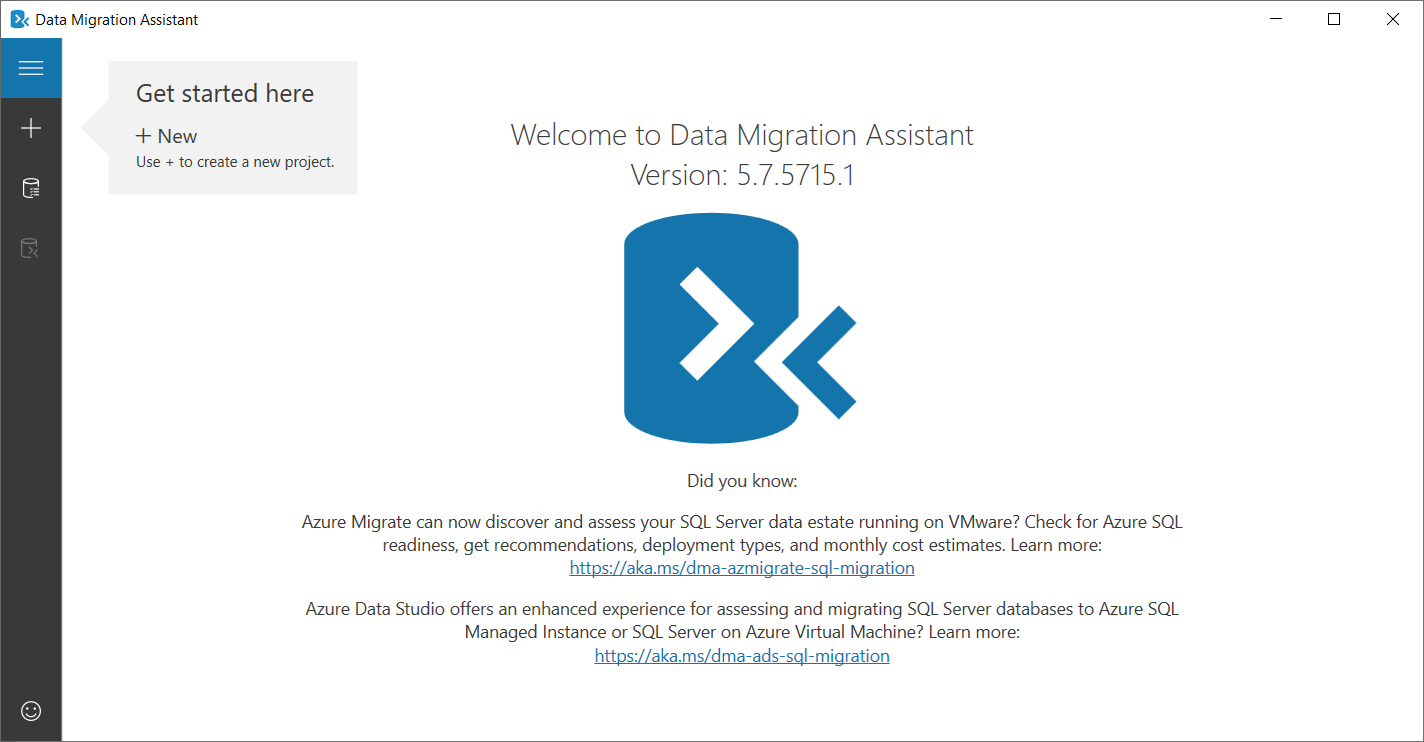 Data Migration Assistant
Get started here
+ New
Use + to create a new project.
Welcome to Data Migration Assistant
Version: 5.7.5715.1
Did you know:
Azure Migrate can now discover and assess your SQL Server data estate running on VMware? Check for Azure SQL
readiness, get recommendations, deployment types, and monthly cost estimates. Learn more:
https://aka.ms/dma-azmigrate-sql-migration
Azure Data Studio offers an enhanced experience for assessing and migrating SQL Server databases to Azure SQL
Managed Instance or SQL Server on Azure Virtual Machine? Learn more:
https://aka.ms/dma-ads-sql-migration